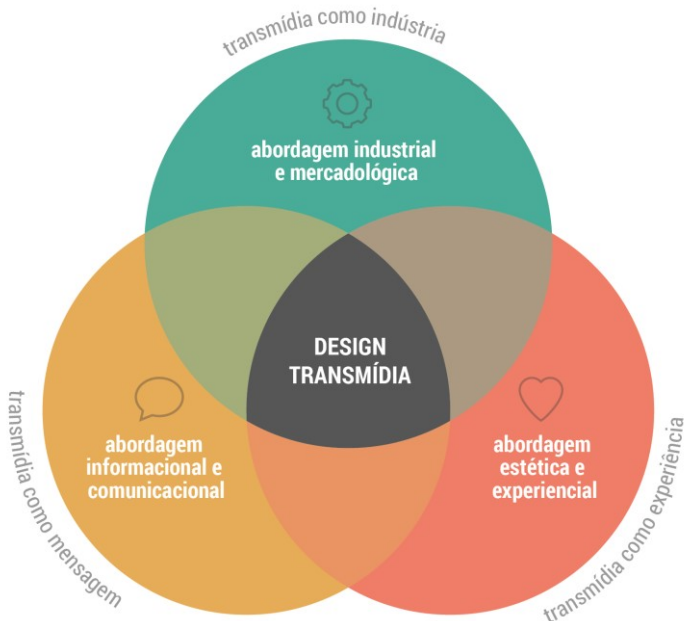 transmídia como indústria
abordagem industrial
e mercadológica
DESIGN
TRANSMÍDIA
transmídia como mensagem
abordagem
informacional e
comunicacional
abordagem
estética e
experiencial
transmídia como experiência